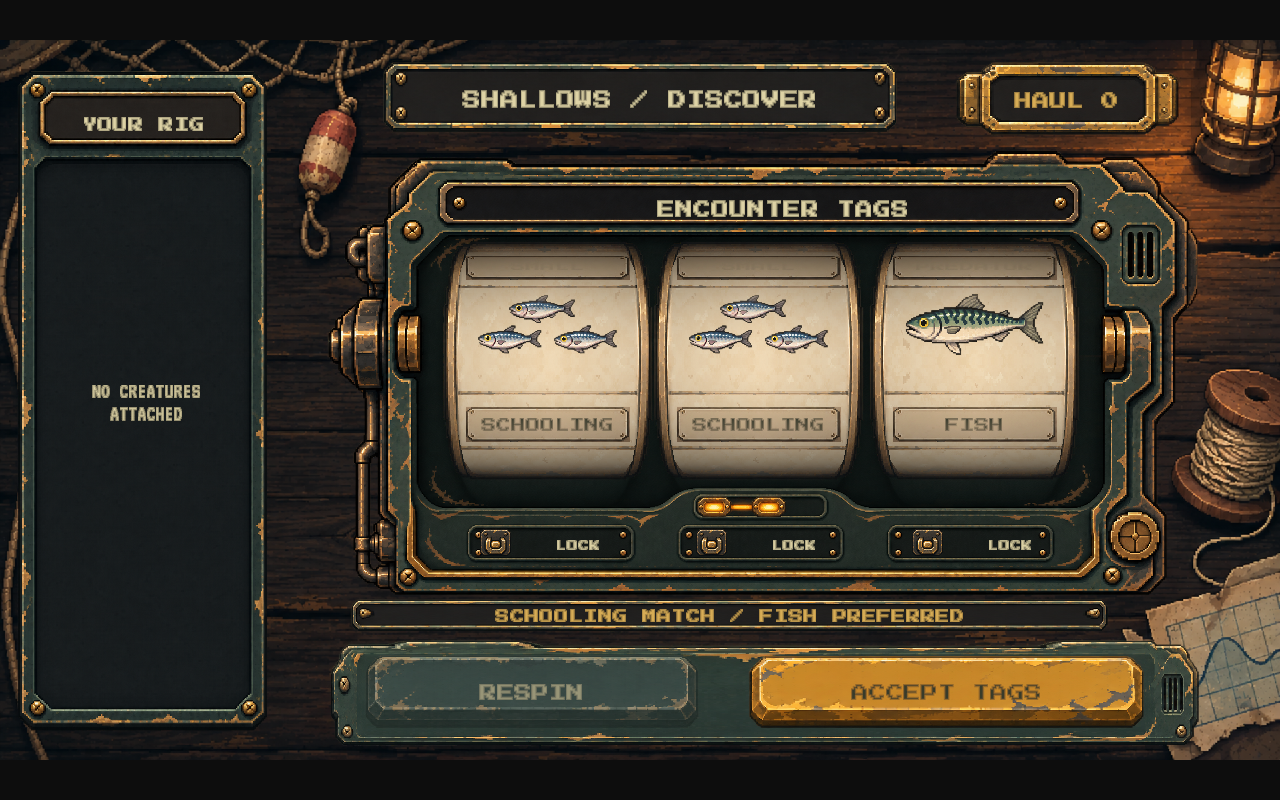 SHALLOWS / DISCOVER
HAUL 0
YOUR RIG
NO CREATURES
ATTACHED
ENCOUNTER TAGS
SCHOOLING
SCHOOLING
FISH
LOCK
LOCK
LOCK
SCHOOLING MATCH / FISH PREFERRED
RESPIN
ACCEPT TAGS